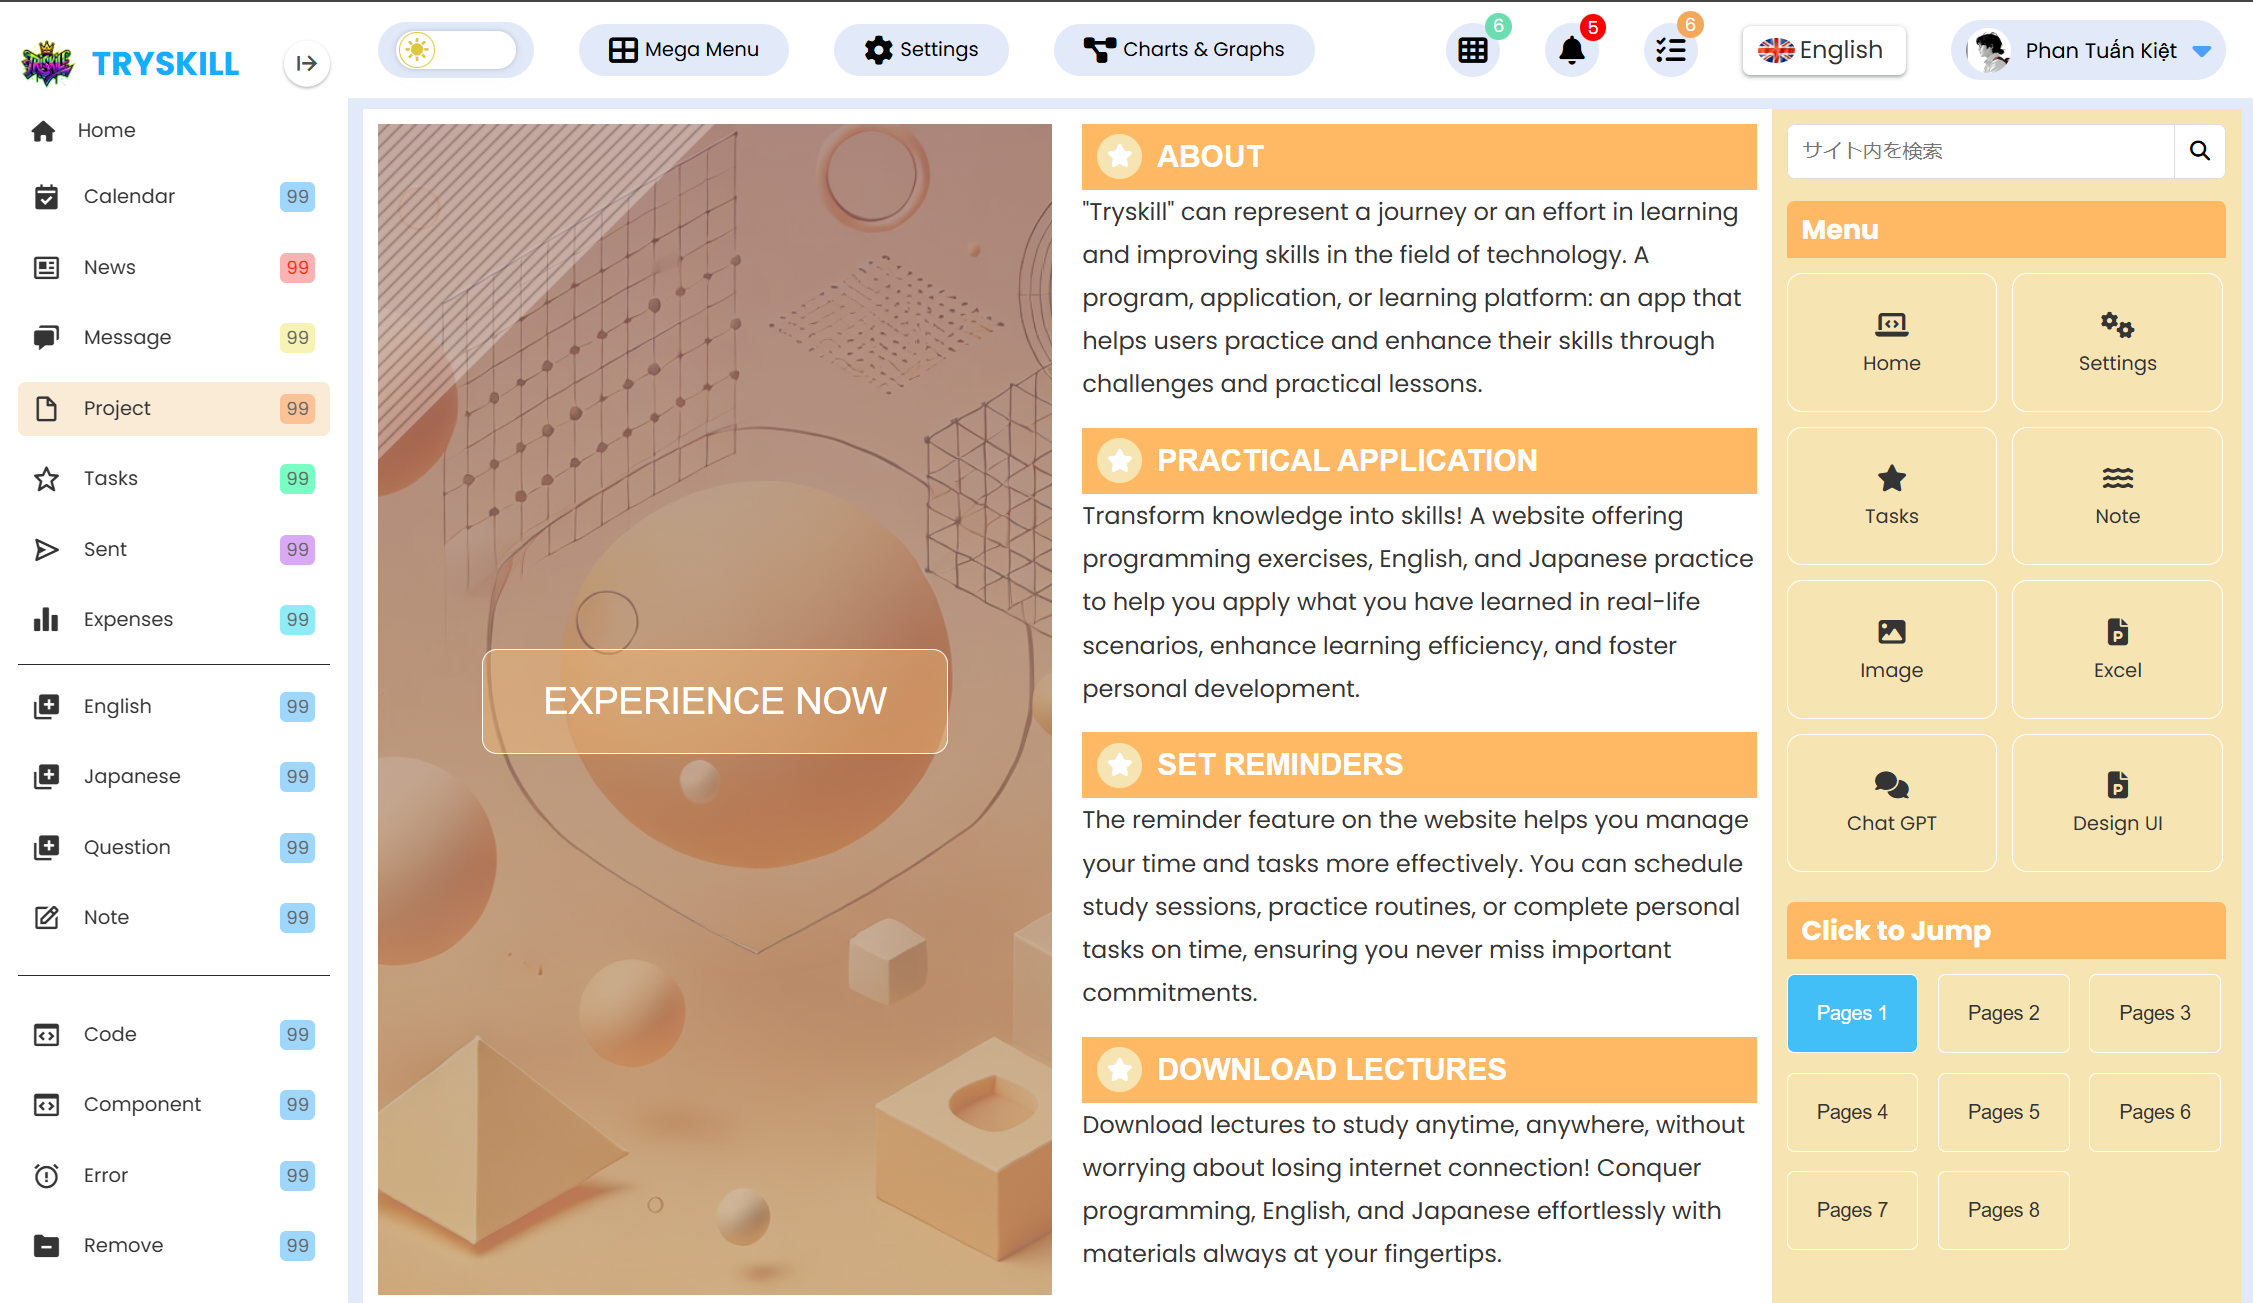 TRYSKILL
Home
Calendar 99
News 99
Message 99
Project 99
Tasks 99
Sent 99
Expenses 99
English 99
Japanese 99
Question 99
Note 99
Code 99
Component 99
Error 99
Remove 99
Mega Menu
Settings
Charts & Graphs
6
5
6
English
Phan Tuấn Kiệt
EXPERIENCE NOW
ABOUT
"Tryskill" can represent a journey or an effort in learning
and improving skills in the field of technology. A
program, application, or learning platform: an app that
helps users practice and enhance their skills through
challenges and practical lessons.
PRACTICAL APPLICATION
Transform knowledge into skills! A website offering
programming exercises, English, and Japanese practice
to help you apply what you have learned in real-life
scenarios, enhance learning efficiency, and foster
personal development.
SET REMINDERS
The reminder feature on the website helps you manage
your time and tasks more effectively. You can schedule
study sessions, practice routines, or complete personal
tasks on time, ensuring you never miss important
commitments.
DOWNLOAD LECTURES
Download lectures to study anytime, anywhere, without
worrying about losing internet connection! Conquer
programming, English, and Japanese effortlessly with
materials always at your fingertips.
サイト内を検索
Menu
Home
Settings
Tasks
Note
Image
Excel
Chat GPT
Design UI
Click to Jump
Pages 1
Pages 2
Pages 3
Pages 4
Pages 5
Pages 6
Pages 7
Pages 8